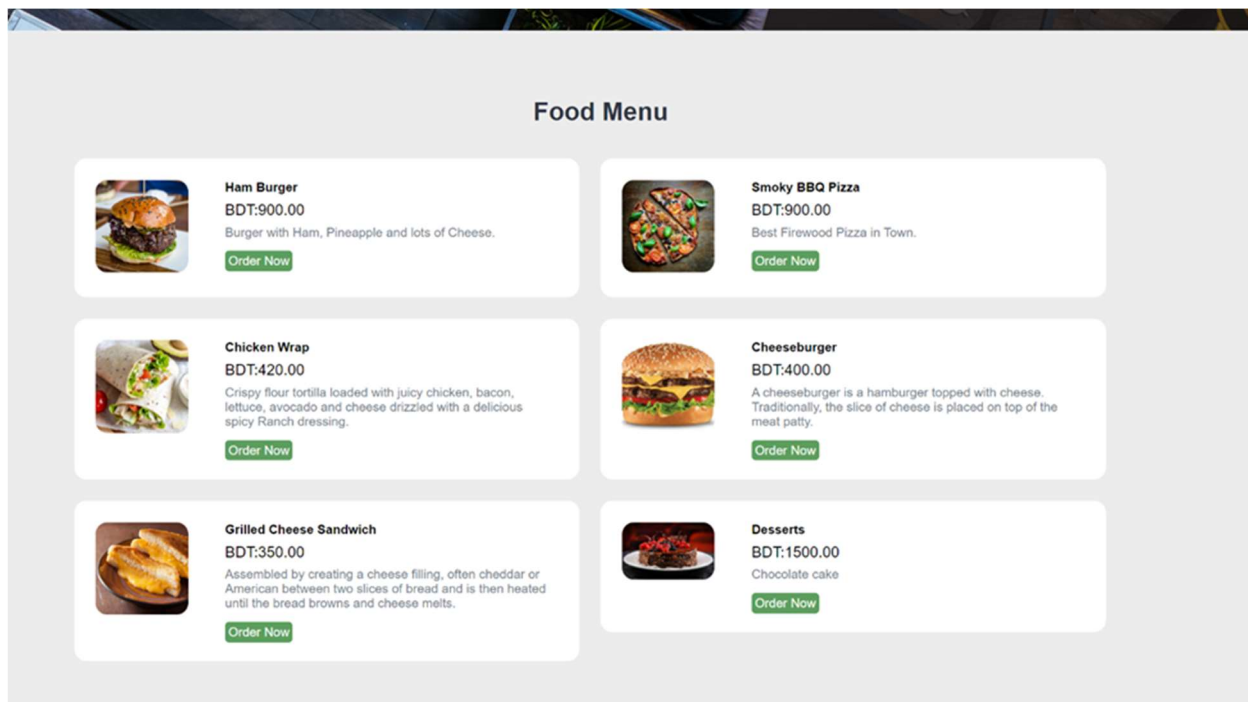 Food Menu
Ham Burger
BDT:900.00
Burger with Ham, Pineapple and lots of Cheese.
Order Now
Smoky BBQ Pizza
BDT:900.00
Best Firewood Pizza in Town.
Order Now
Chicken Wrap
BDT:420.00
Crispy flour tortilla loaded with juicy chicken, bacon,
lettuce, avocado and cheese drizzled with a delicious
spicy Ranch dressing.
Order Now
Cheeseburger
BDT:400.00
A cheeseburger is a hamburger topped with cheese.
Traditionally, the slice of cheese is placed on top of the
meat patty.
Order Now
Grilled Cheese Sandwich
BDT:350.00
Assembled by creating a cheese filling, often cheddar or
American between two slices of bread and is then heated
until the bread browns and cheese melts.
Order Now
Desserts
BDT:1500.00
Chocolate cake
Order Now